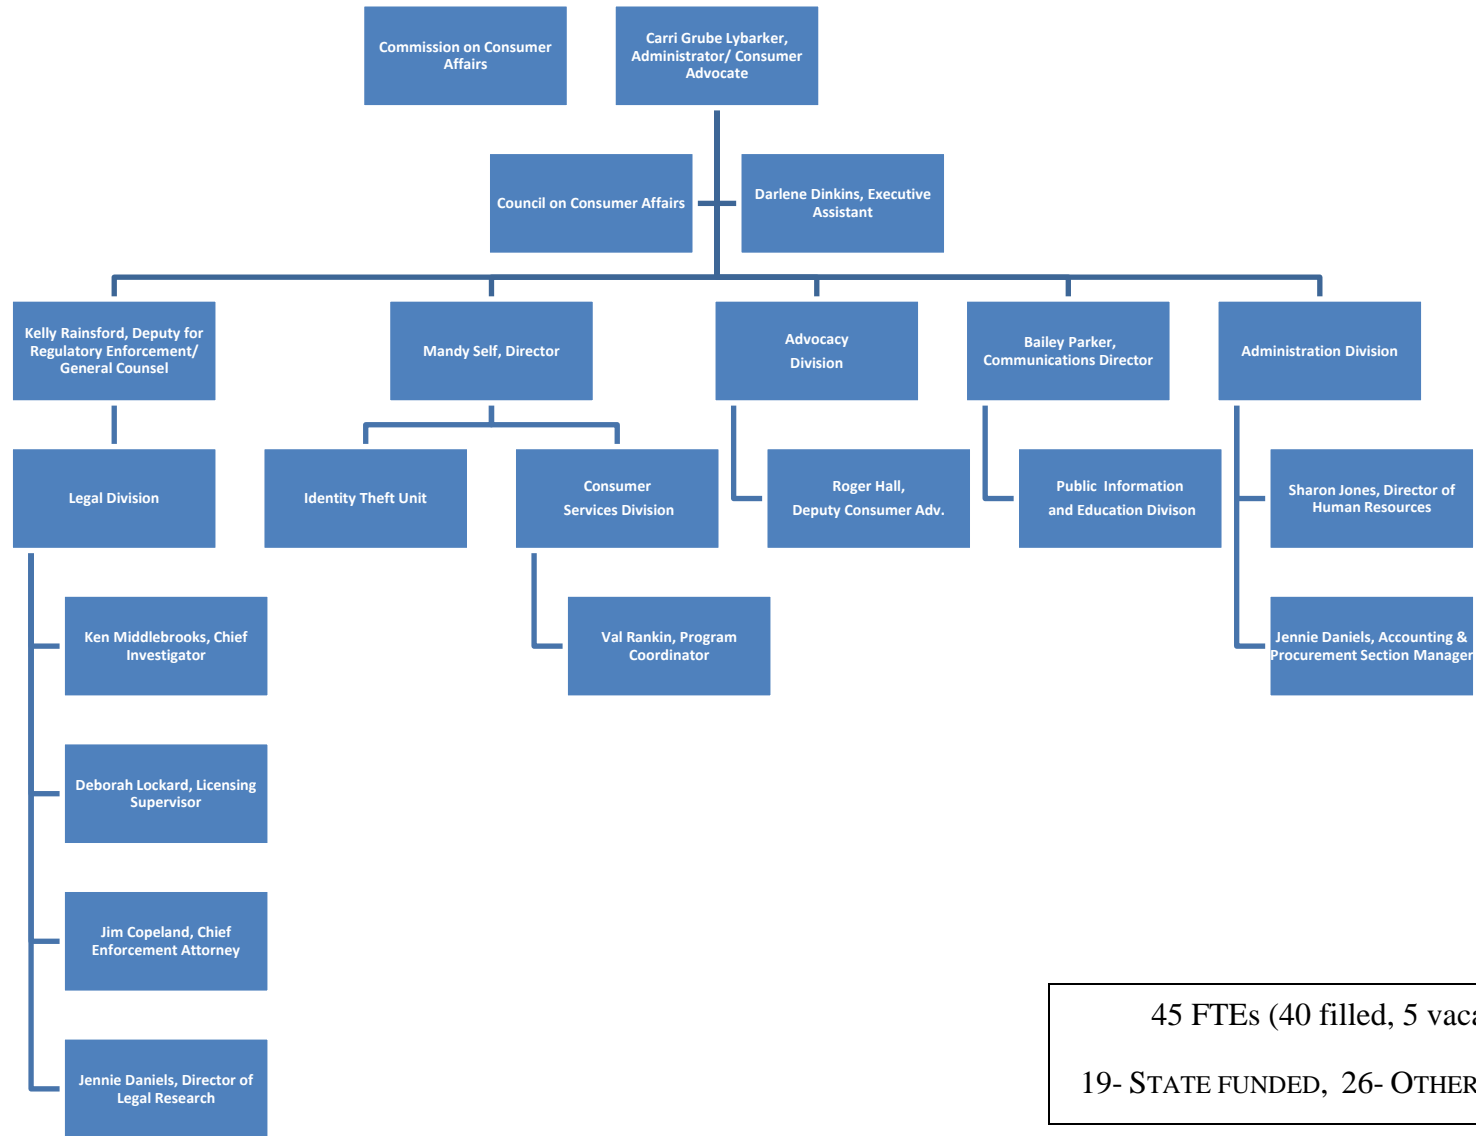 Commission on Consumer
Affairs
Carri Grube Lybarker,
Administrator/ Consumer
Advocate
Council on Consumer Affairs
Darlene Dinkins, Executive
Assistant
Kelly Rainsford, Deputy for
Regulatory Enforcement/
General Counsel
Mandy Self, Director
Advocacy
Division
Bailey Parker,
Communications Director
Administration Division
Legal Division
Identity Theft Unit
Consumer
Services Division
Roger Hall,
Deputy Consumer Adv.
Public Information
and Education Divison
Sharon Jones, Director of
Human Resources
Ken Middlebrooks, Chief
Investigator
Val Rankin, Program
Coordinator
Jennie Daniels, Accounting &
Procurement Section Manager
Deborah Lockard, Licensing
Supervisor
Jim Copeland, Chief
Enforcement Attorney
Jennie Daniels, Director of
Legal Research
45 FTEs (40 filled, 5 vaca
19- STATE FUNDED, 26- OTHER